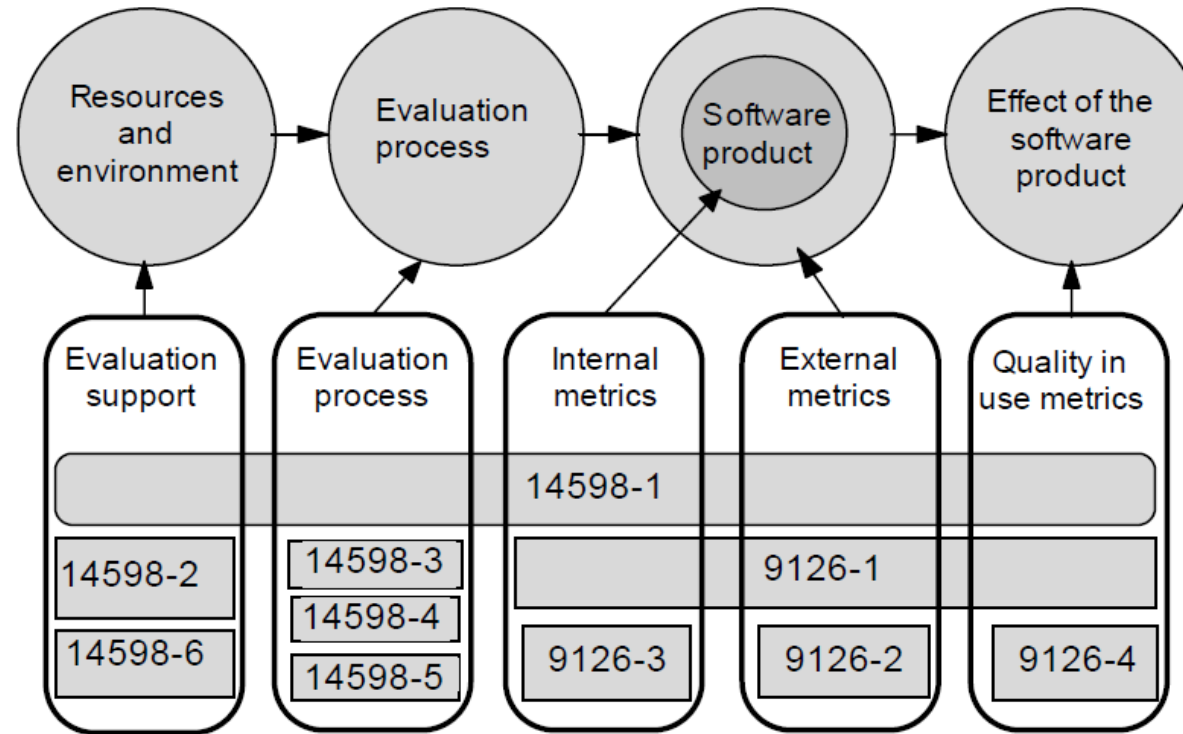 Resources
and
environment
Evaluation
process
Software
product
Effect of the
software
product
Evaluation
support
Evaluation
process
Internal
metrics
External
metrics
Quality in
use metrics
14598-1
14598-2
14598-6
14598-3
14598-4
14598-5
9126-1
9126-3
9126-2
9126-4